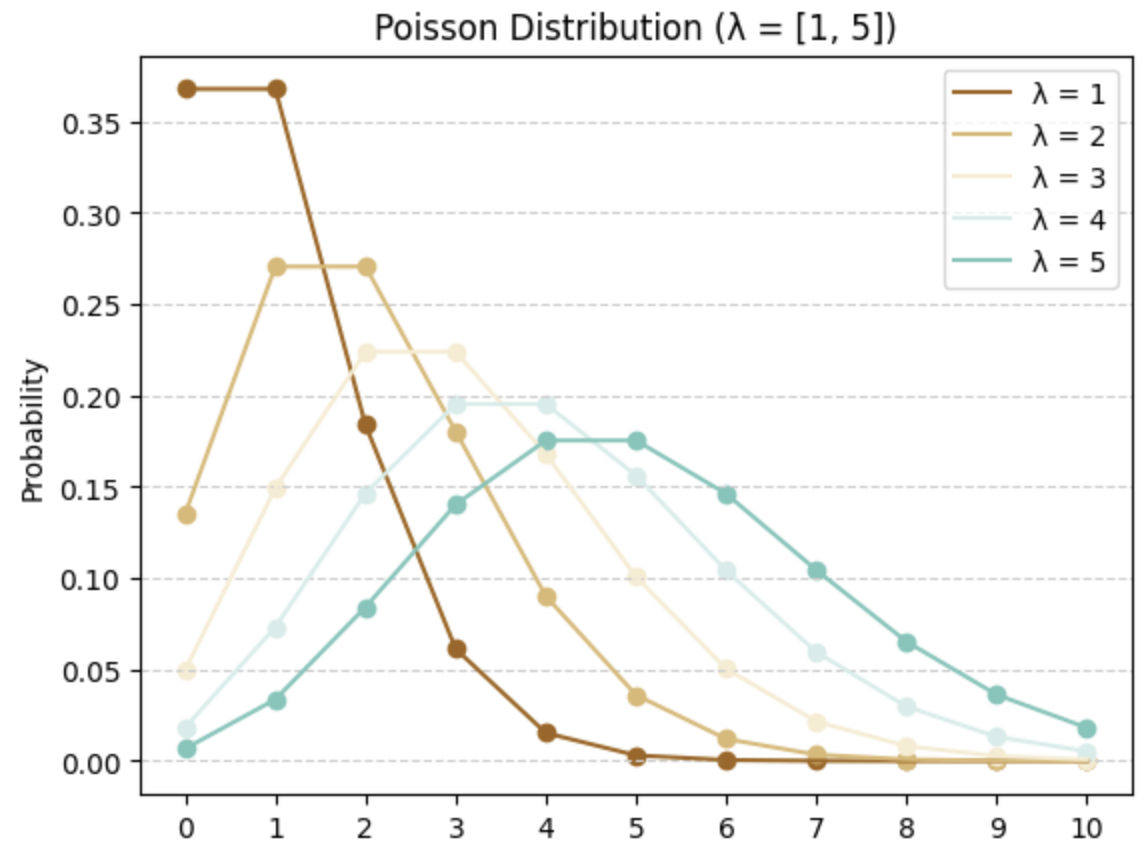 Poisson Distribution (λ = [1, 5])
λ = 1
λ = 2
λ = 3
λ = 4
λ = 5
Probability
0.35
0.30
0.25
0.20
0.15
0.10
0.05
0.00
0 1 2 3 4 5 6 7 8 9 10